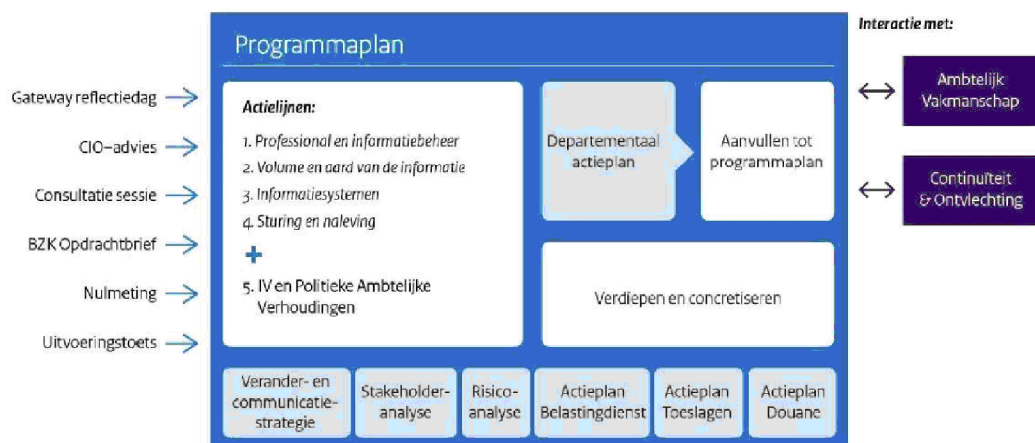 Programmaplan
Interactie met:
Gateway reflectiedag
CIO-advies
Consultatie sessie
BZK Opdrachtbrief
Nulmeting
Uitvoeringstoets
Actielijnen:
1. Professional en informatiebeheer
2. Volume en aard van de informatie
3. Informatiesystemen
4. Sturing en naleving
+
5. IV en Politieke Ambtelijke
Verhoudingen
Departementaal
actieplan
Aanvullen tot
programmaplan
Verdiepen en concretiseren
Ambtelijk
Vakmanschap
Continuïteit
& Ontvlechting
Verander- en
communicatie-
strategie
Stakeholder-
analyse
Risico-
analyse
Actieplan
Belastingdienst
Actieplan
Toeslagen
Actieplan
Douane